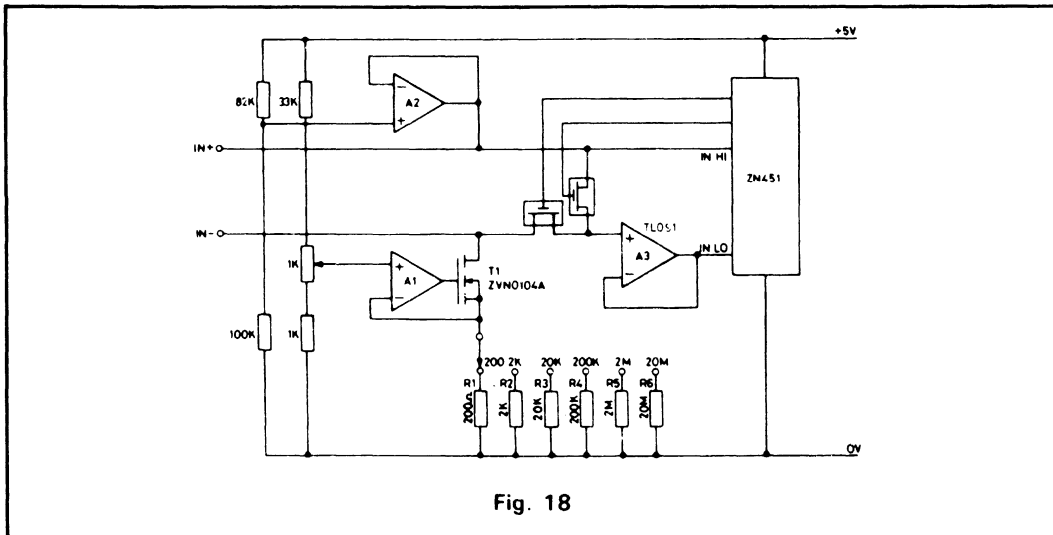 +5V
82K
33K
A2
−
+
IN+
IN HI
ZN451
IN−
TL051
+
A3
−
IN LO
1K
+
A1
−
T1
ZVN0104A
100K
1K
200 2K 20K 200K 2M 20M
R1 R2 R3 R4 R5 R6
200Ω 2K 20K 200K 2M 20M
0V
Fig. 18